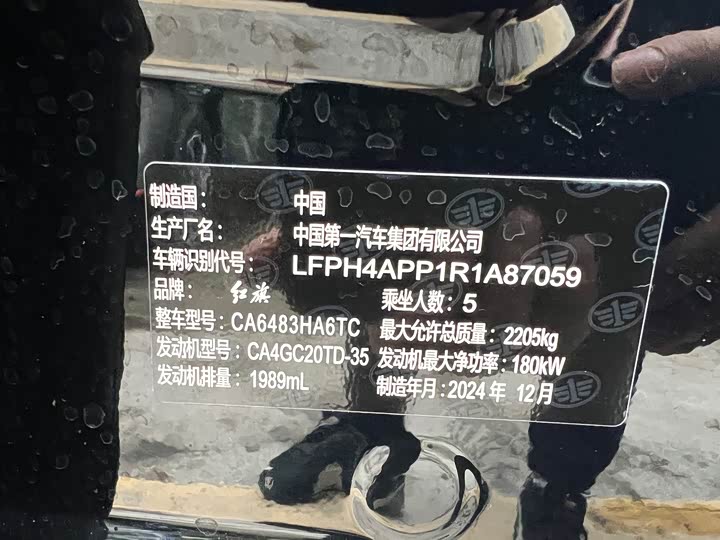 制造国： 中国
生产厂名： 中国第一汽车集团有限公司
车辆识别代号： LFPH4APP1R1A87059
品牌： 红旗 乘坐人数： 5
整车型号： CA6483HA6TC 最大允许总质量： 2205kg
发动机型号： CA4GC20TD-35 发动机最大净功率： 180kW
发动机排量： 1989mL 制造年月： 2024 年 12 月